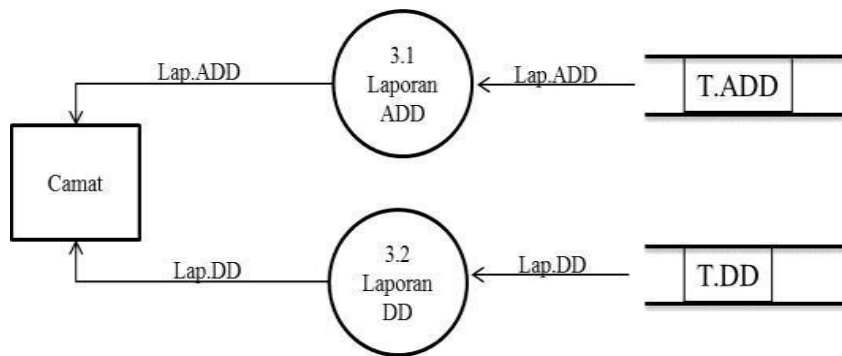 3.1
Laporan
ADD
Lap.ADD
Lap.ADD
T.ADD
Camat
3.2
Laporan
DD
Lap.DD
Lap.DD
T.DD